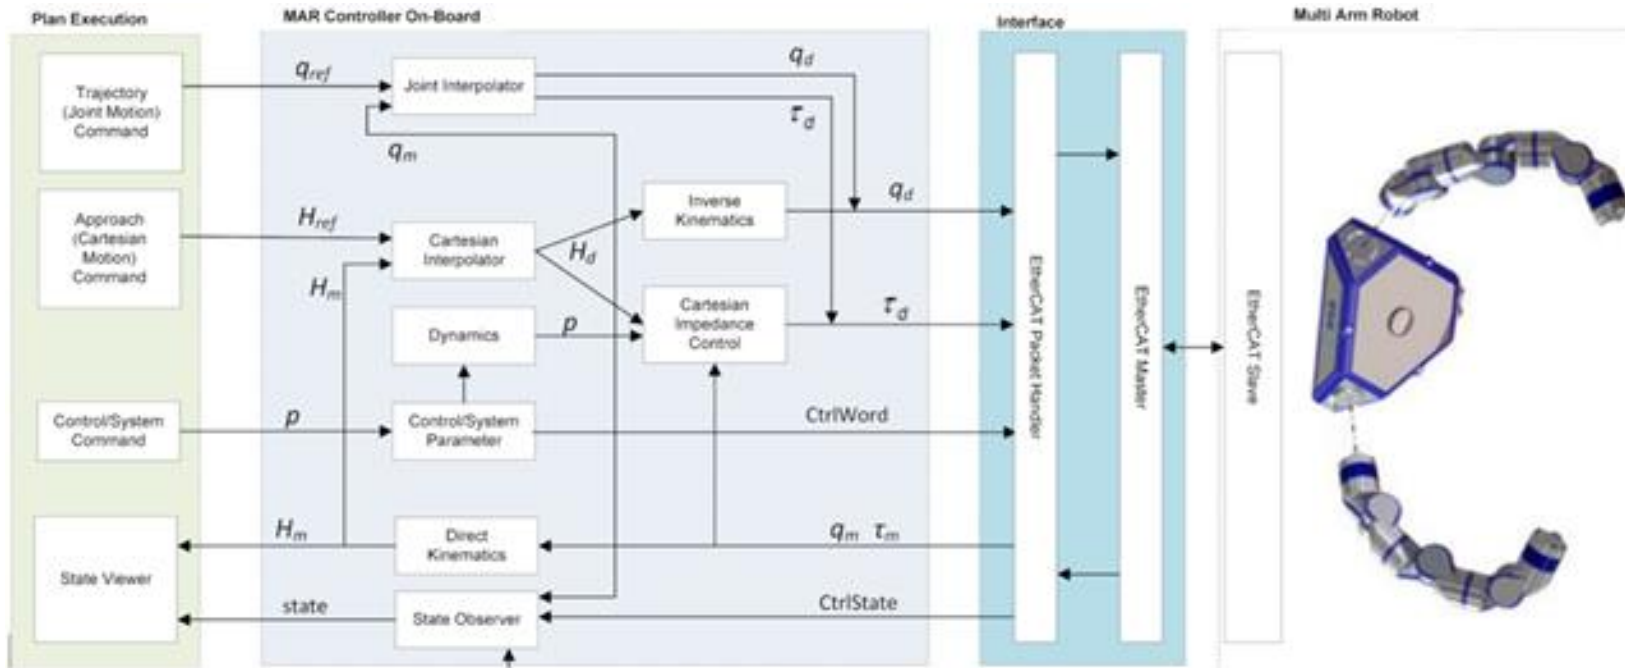 Plan Execution
MAR Controller On-Board
Interface
Multi Arm Robot
Trajectory
(Joint Motion)
Command
q_ref
Joint Interpolator
q_d
τ_d
q_m
Approach
(Cartesian
Motion)
Command
H_ref
H_m
Cartesian
Interpolator
H_d
Inverse
Kinematics
q_d
Dynamics
p
Cartesian
Impedance
Control
τ_d
Control/System
Command
p
Control/System
Parameter
CtrlWord
State Viewer
H_m
Direct
Kinematics
q_m τ_m
state
State Observer
CtrlState
EtherCAT Packet Handler
EtherCAT Master
EtherCAT Slave